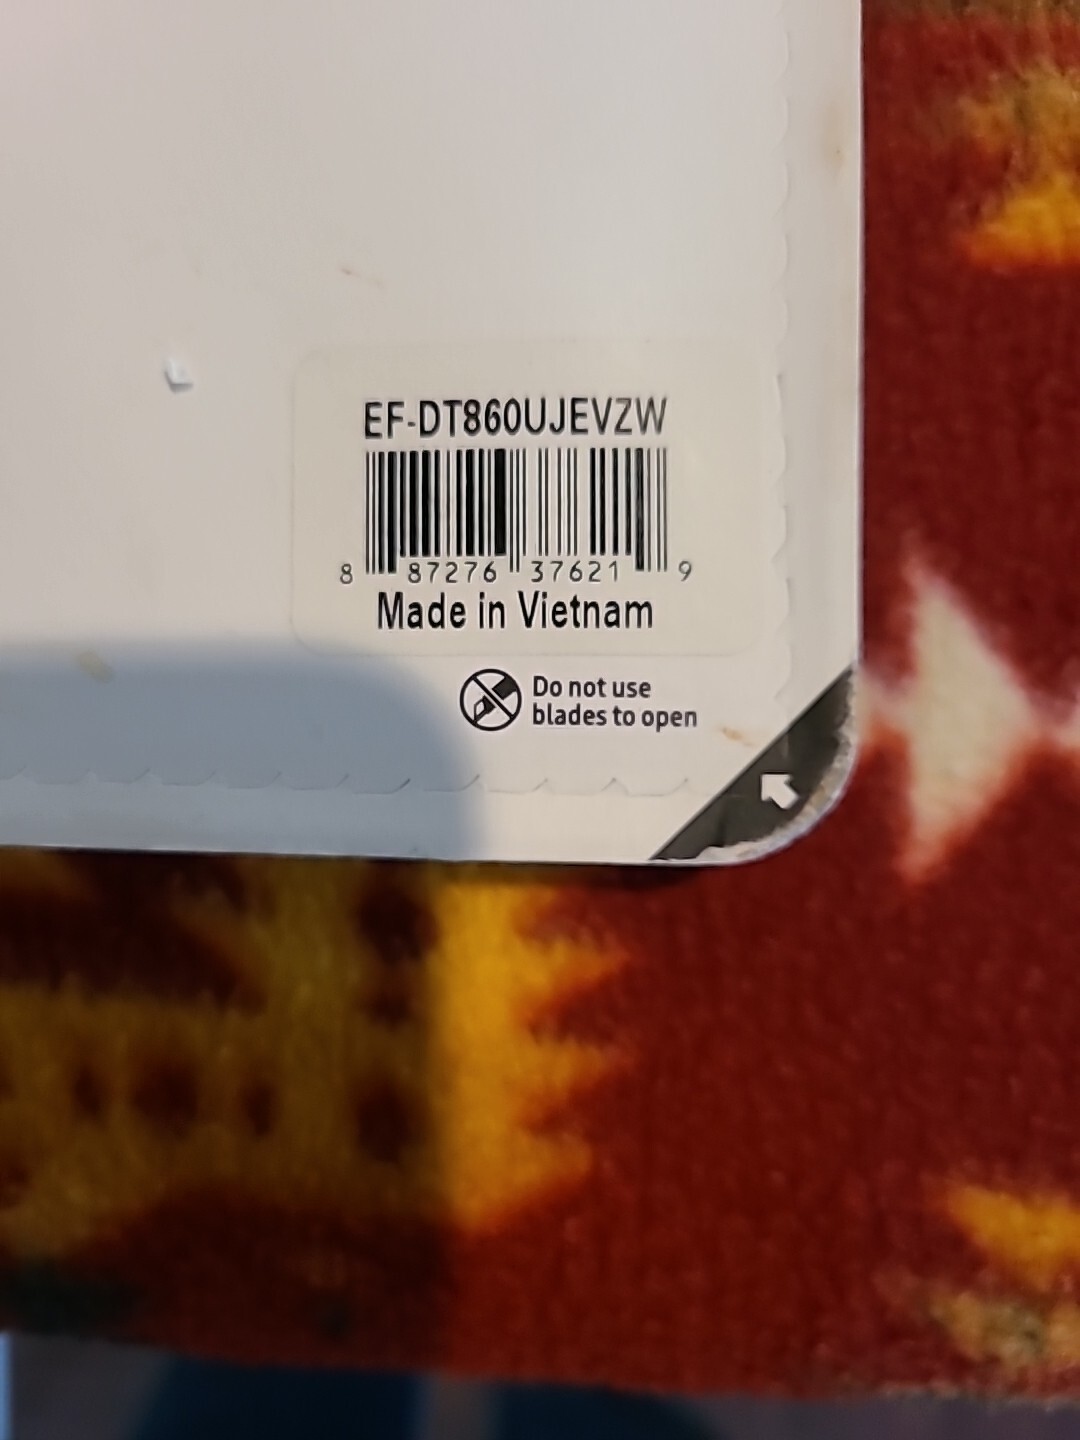 EF-DT860UJEVZW
8 87276 37621 9
Made in Vietnam
Do not use
blades to open